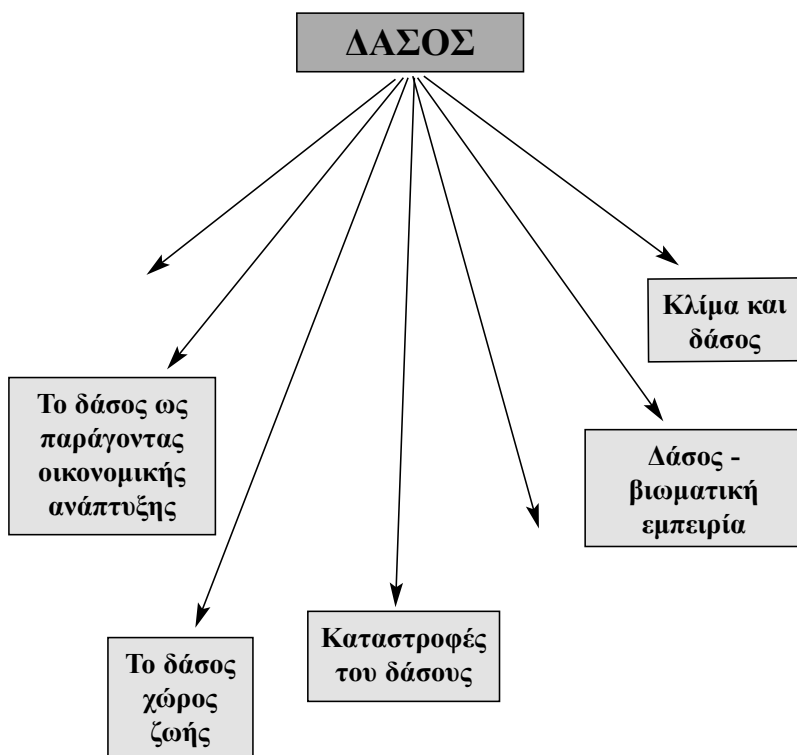 ΔΑΣΟΣ
Κλίμα και
δάσος
Το δάσος ως
παράγοντας
οικονομικής
ανάπτυξης
Δάσος -
βιωματική
εμπειρία
Καταστροφές
του δάσους
Το δάσος
χώρος
ζωής